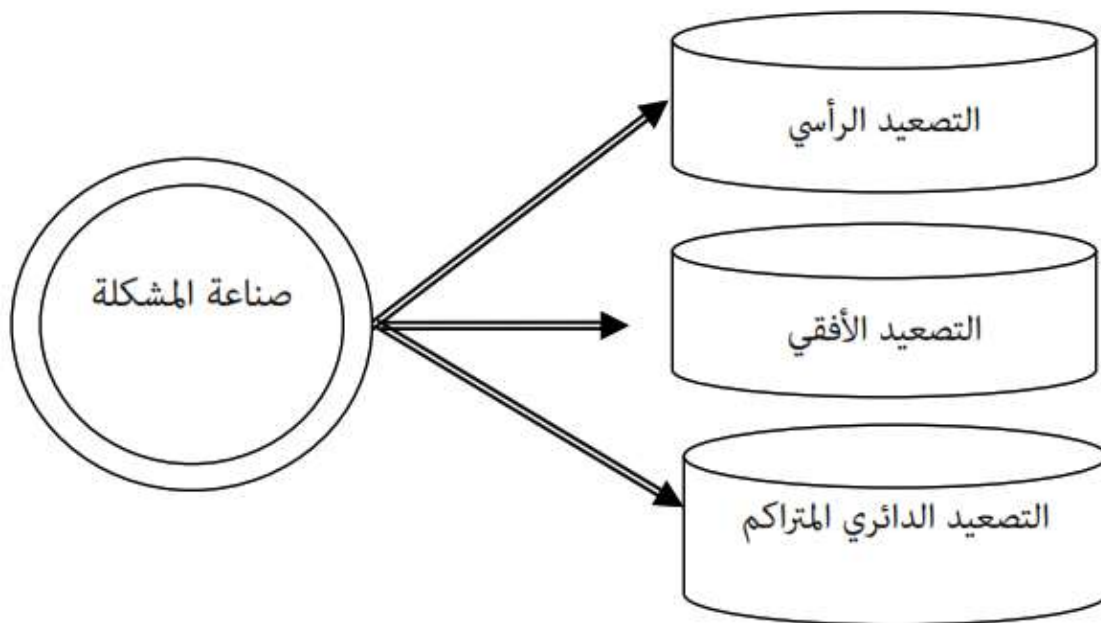 التصعيد الرأسي
صناعة المشكلة
التصعيد الأفقي
التصعيد الدائري المتراكم